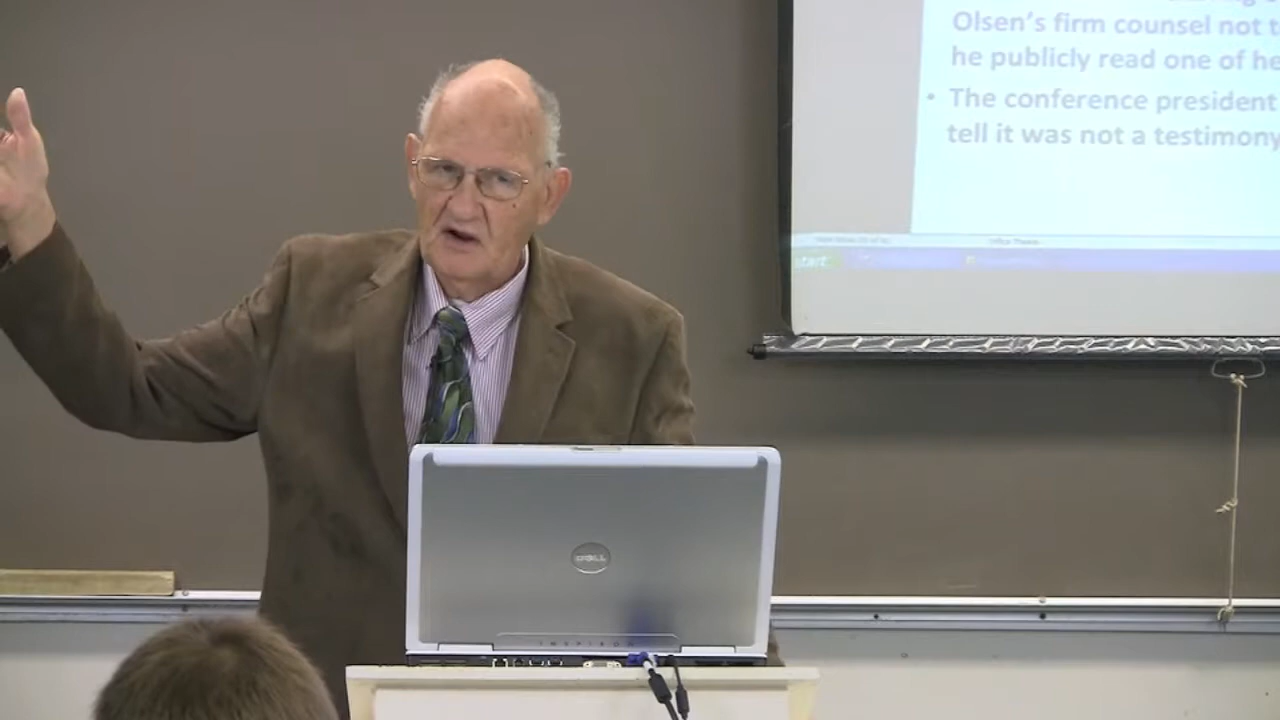 Olsen's firm counsel not t
he publicly read one of he
• The conference president
tell it was not a testimony
start
DELL